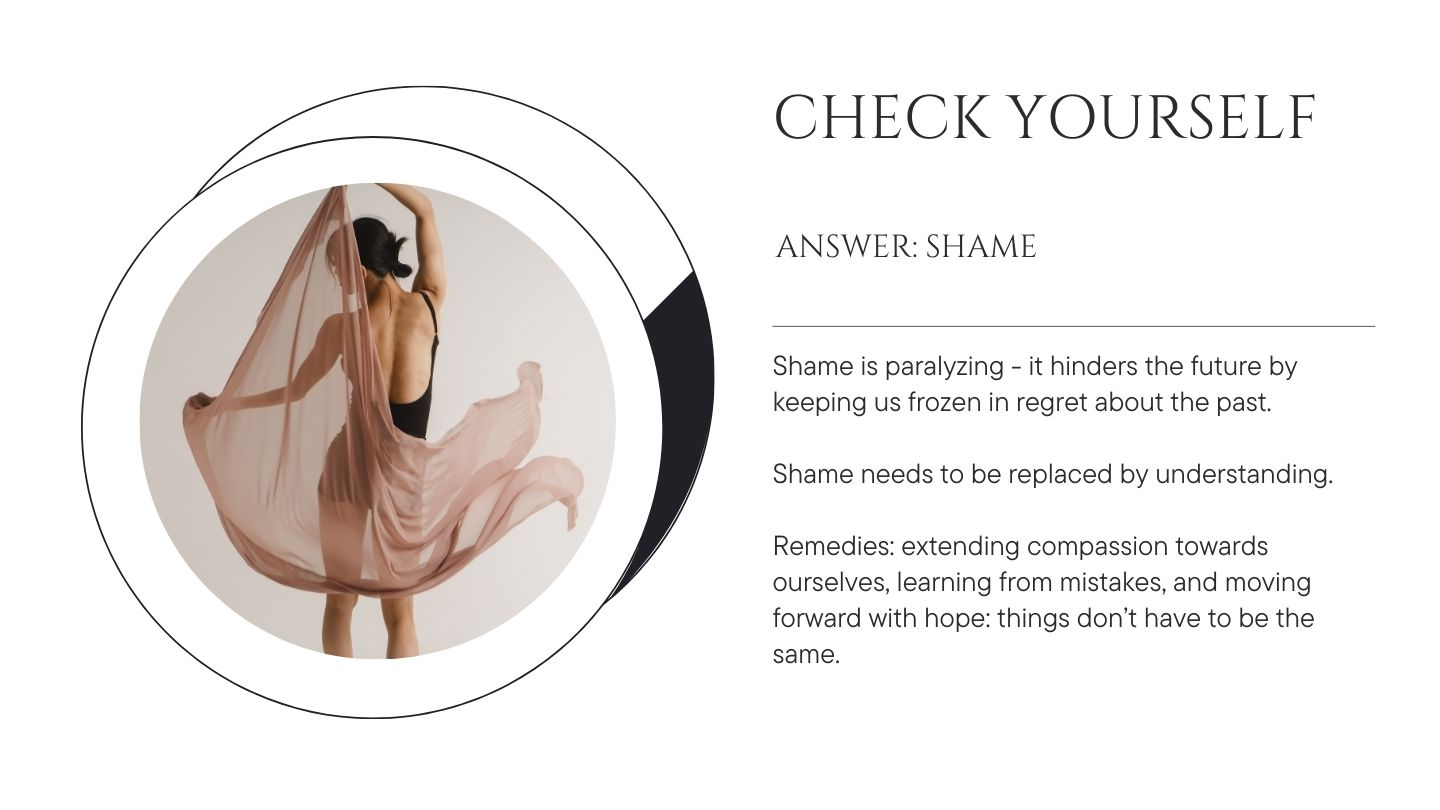 CHECK YOURSELF
ANSWER: SHAME
Shame is paralyzing - it hinders the future by
keeping us frozen in regret about the past.
Shame needs to be replaced by understanding.
Remedies: extending compassion towards
ourselves, learning from mistakes, and moving
forward with hope: things don’t have to be the
same.